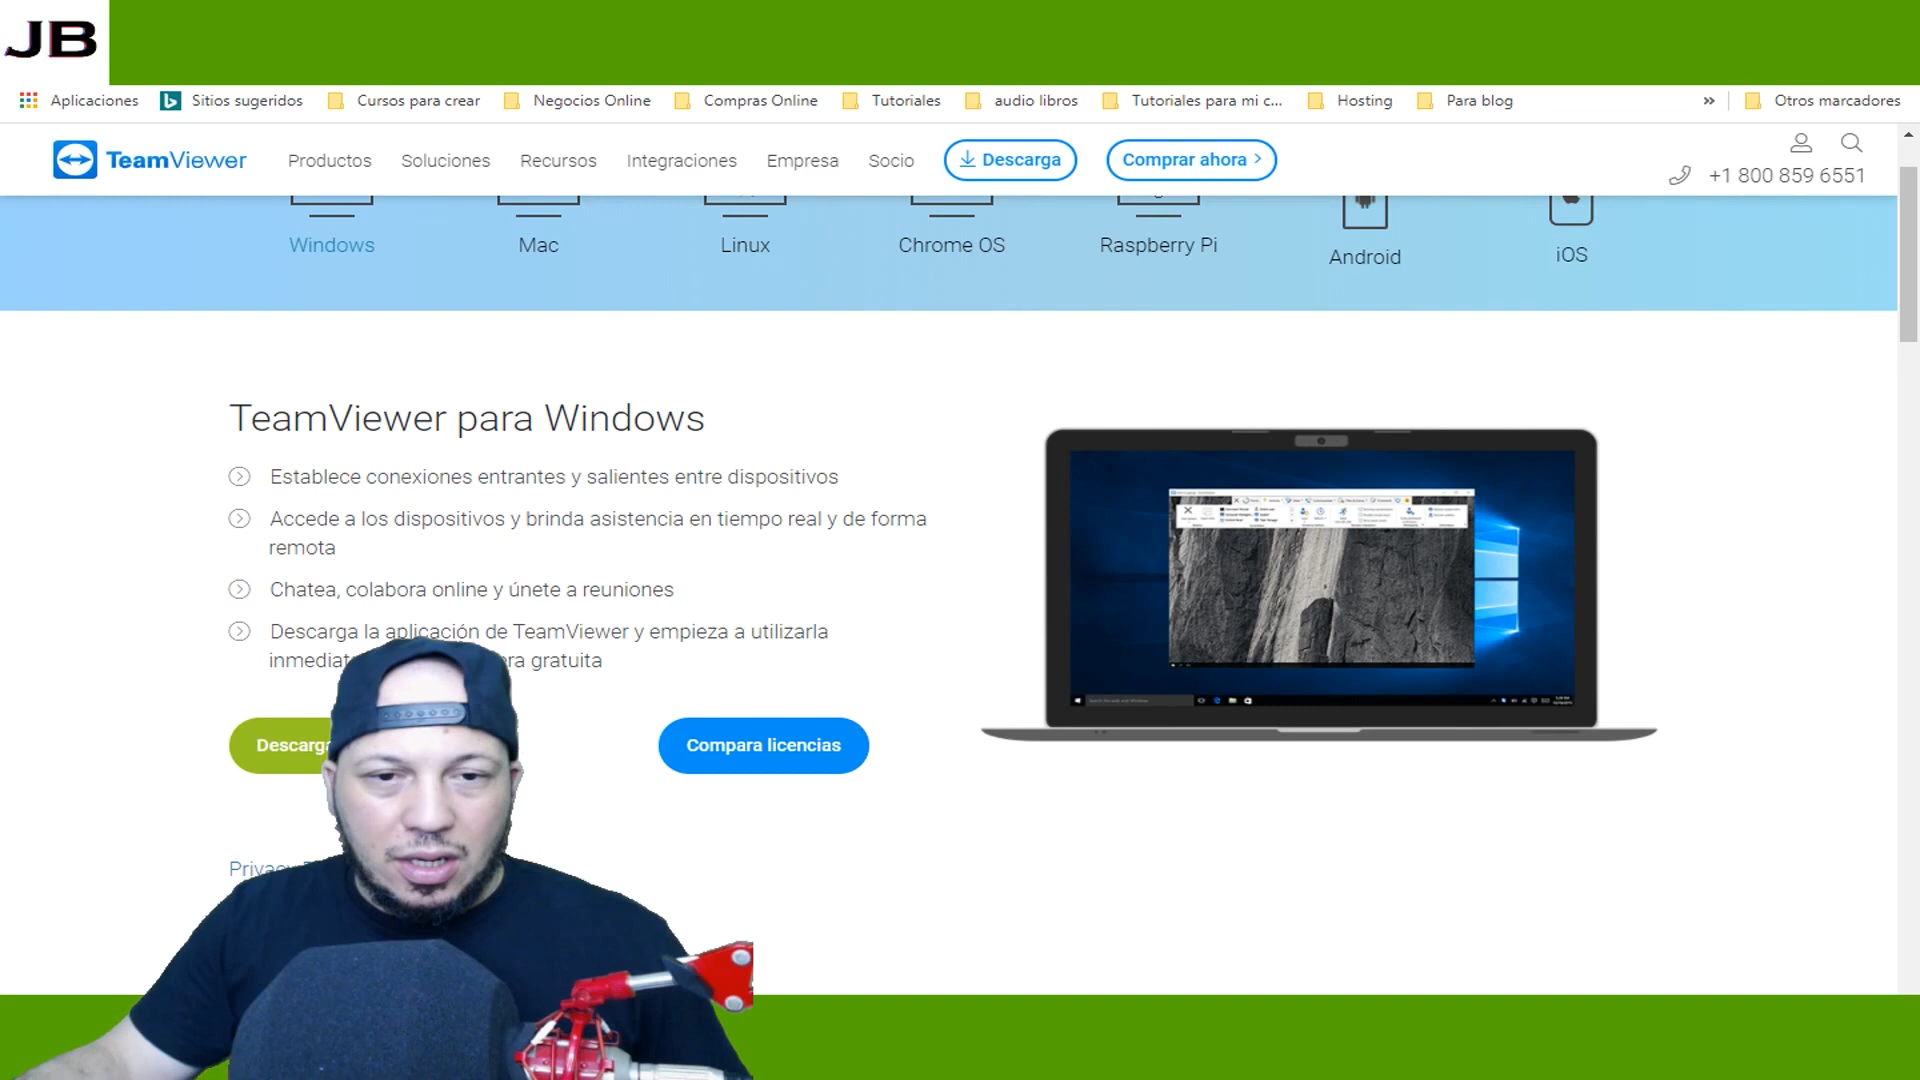 JB
Aplicaciones Sitios sugeridos Cursos para crear Negocios Online Compras Online Tutoriales audio libros Tutoriales para mi c... Hosting Para blog » Otros marcadores
TeamViewer Productos Soluciones Recursos Integraciones Empresa Socio Descarga Comprar ahora
+1 800 859 6551
Windows Mac Linux Chrome OS Raspberry Pi Android iOS
TeamViewer para Windows
Establece conexiones entrantes y salientes entre dispositivos
Accede a los dispositivos y brinda asistencia en tiempo real y de forma
remota
Chatea, colabora online y únete a reuniones
Descarga la aplicación de TeamViewer y empieza a utilizarla
gratuita
Descarga Compara licencias
Privacy